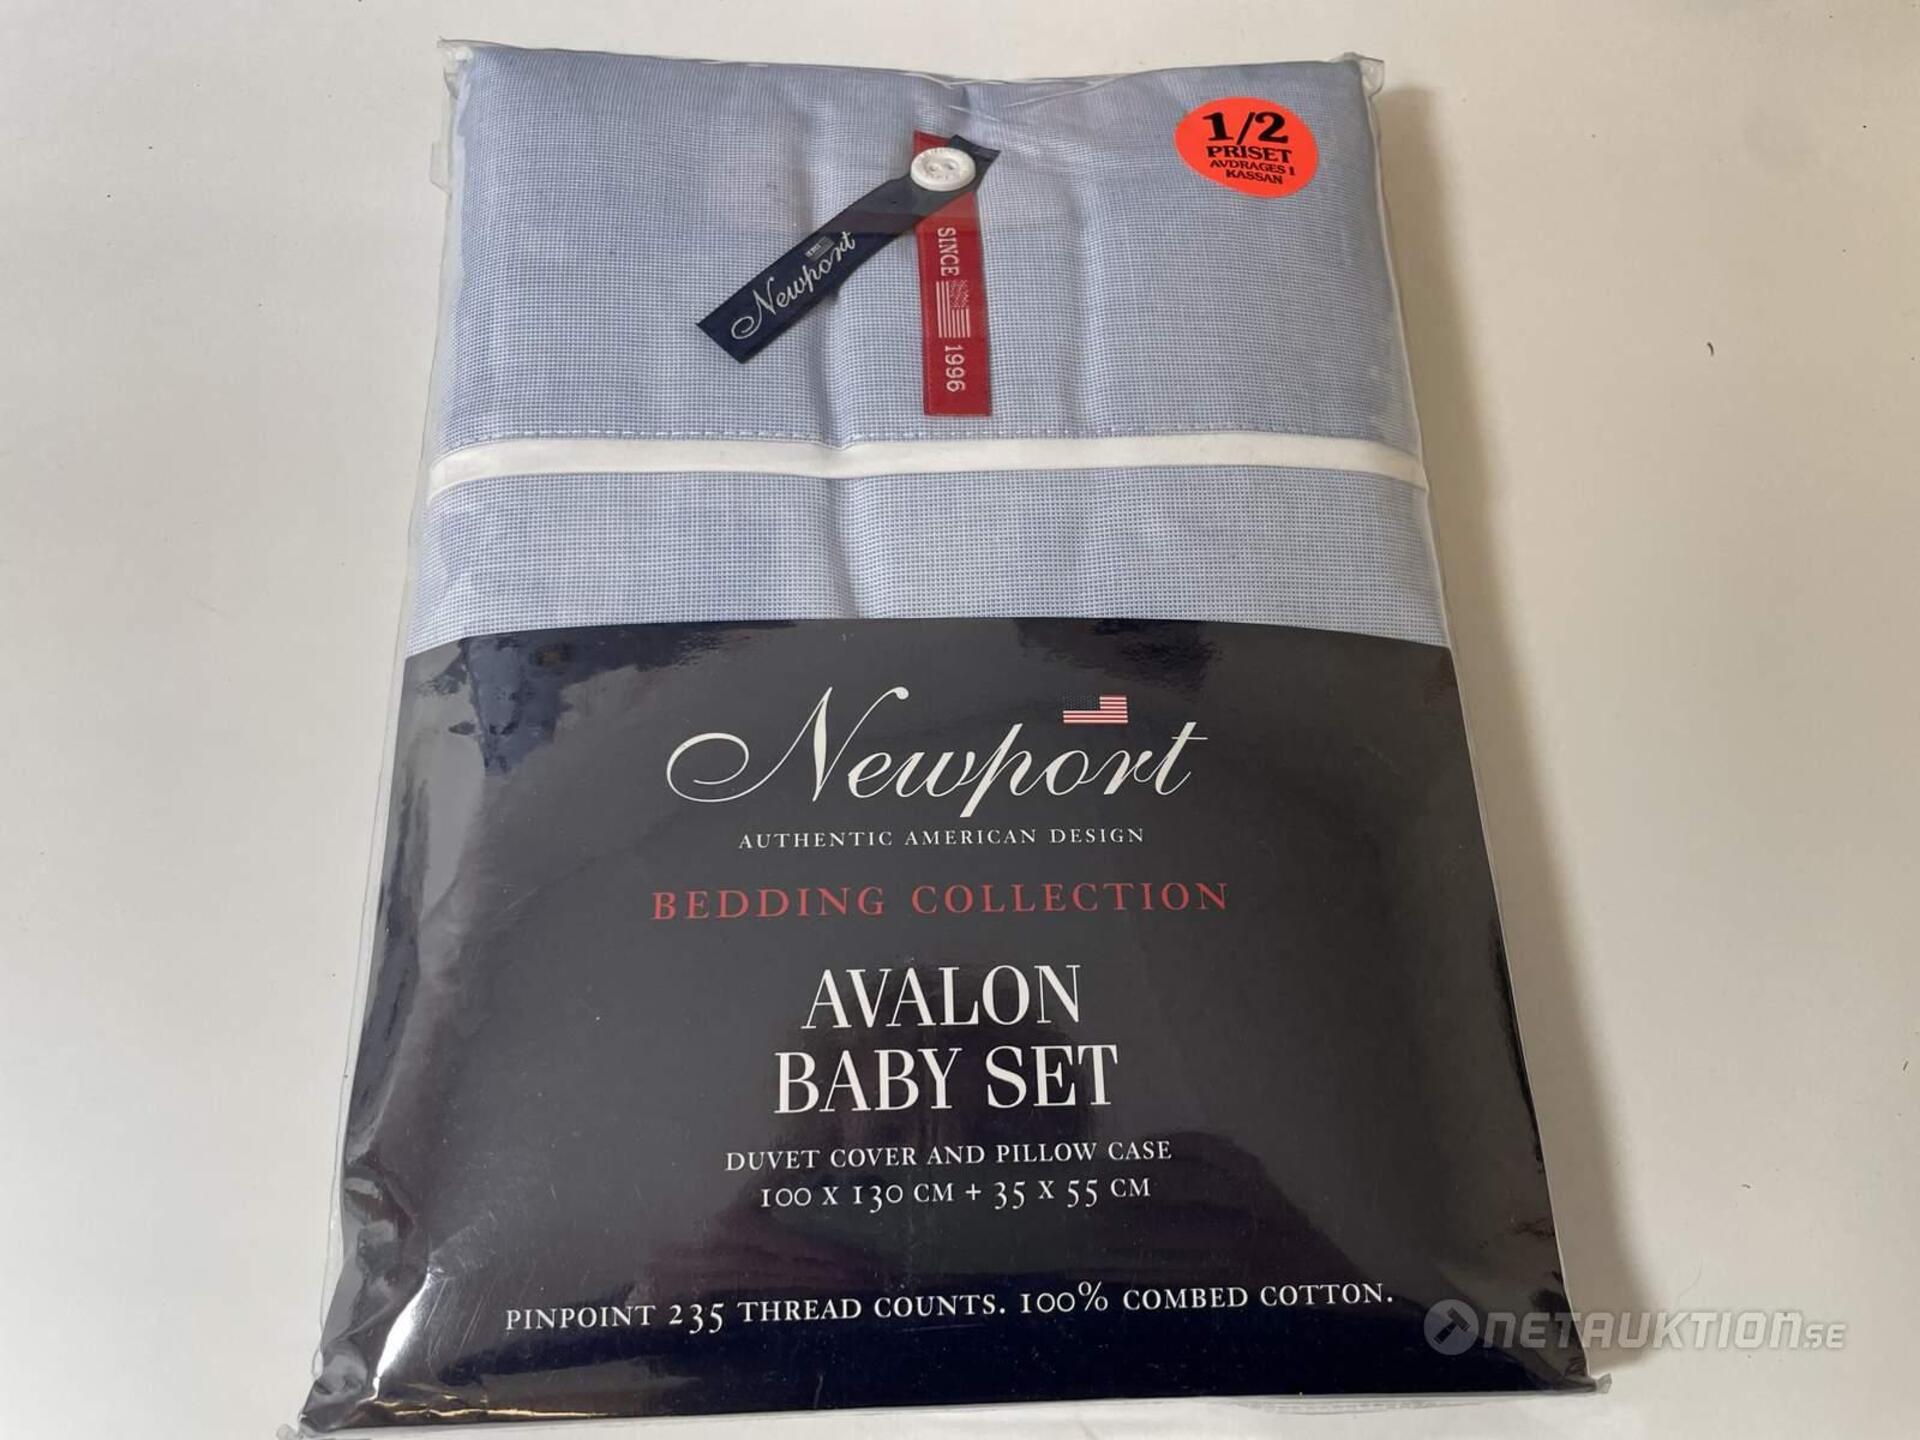 1/2
PRISET
AVDRAGES I
KASSAN
Newport
SINCE 1996
Newport
AUTHENTIC AMERICAN DESIGN
BEDDING COLLECTION
AVALON
BABY SET
DUVET COVER AND PILLOW CASE
100 X 130 CM + 35 X 55 CM
PINPOINT 235 THREAD COUNTS. 100% COMBED COTTON.
NETAUKTION.SE